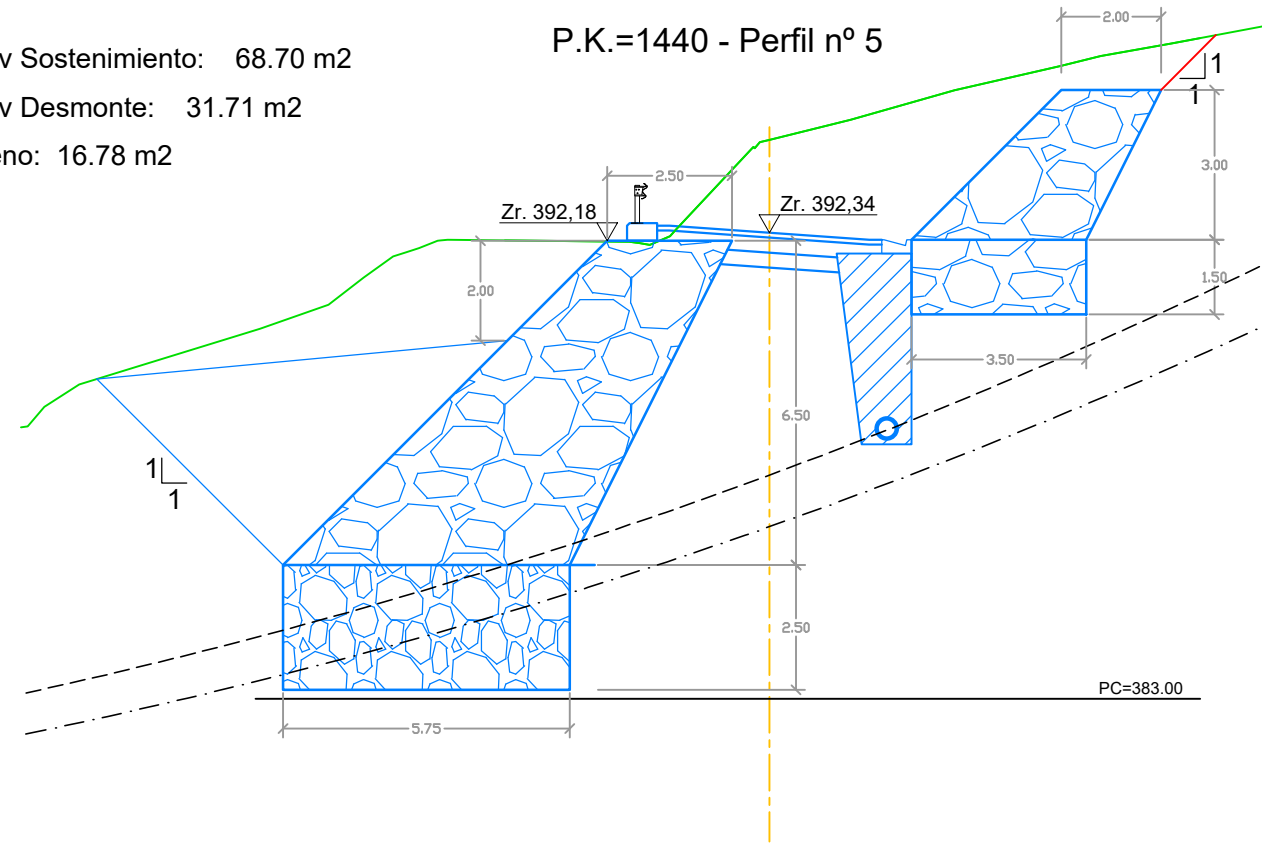 P.K.=1440 - Perfil nº 5
v Sostenimiento: 68.70 m2
v Desmonte: 31.71 m2
eno: 16.78 m2
2.00
1
1
3.00
2.50
Zr. 392,18
Zr. 392,34
2.00
1.50
3.50
6.50
1
1
2.50
PC=383.00
5.75